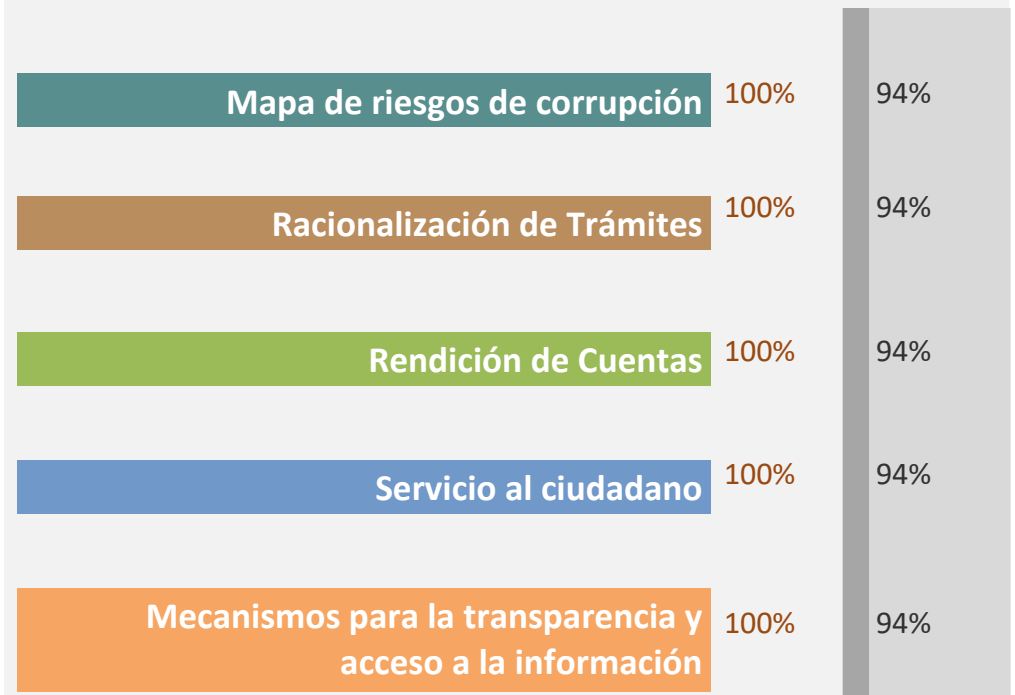 Mapa de riesgos de corrupción 100% 94%
Racionalización de Trámites 100% 94%
Rendición de Cuentas 100% 94%
Servicio al ciudadano 100% 94%
Mecanismos para la transparencia y
acceso a la información 100% 94%